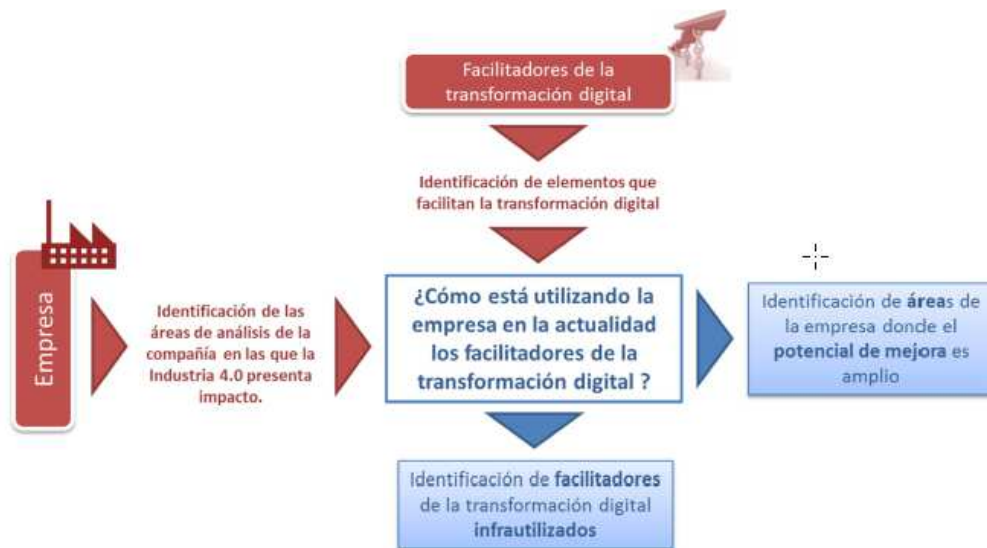 Facilitadores de la
transformación digital
Identificación de elementos que
facilitan la transformación digital
Empresa
Identificación de las
áreas de análisis de la
compañía en las que la
Industria 4.0 presenta
impacto.
¿Cómo está utilizando la
empresa en la actualidad
los facilitadores de la
transformación digital ?
Identificación de áreas de
la empresa donde el
potencial de mejora es
amplio
Identificación de facilitadores
de la transformación digital
infrautilizados